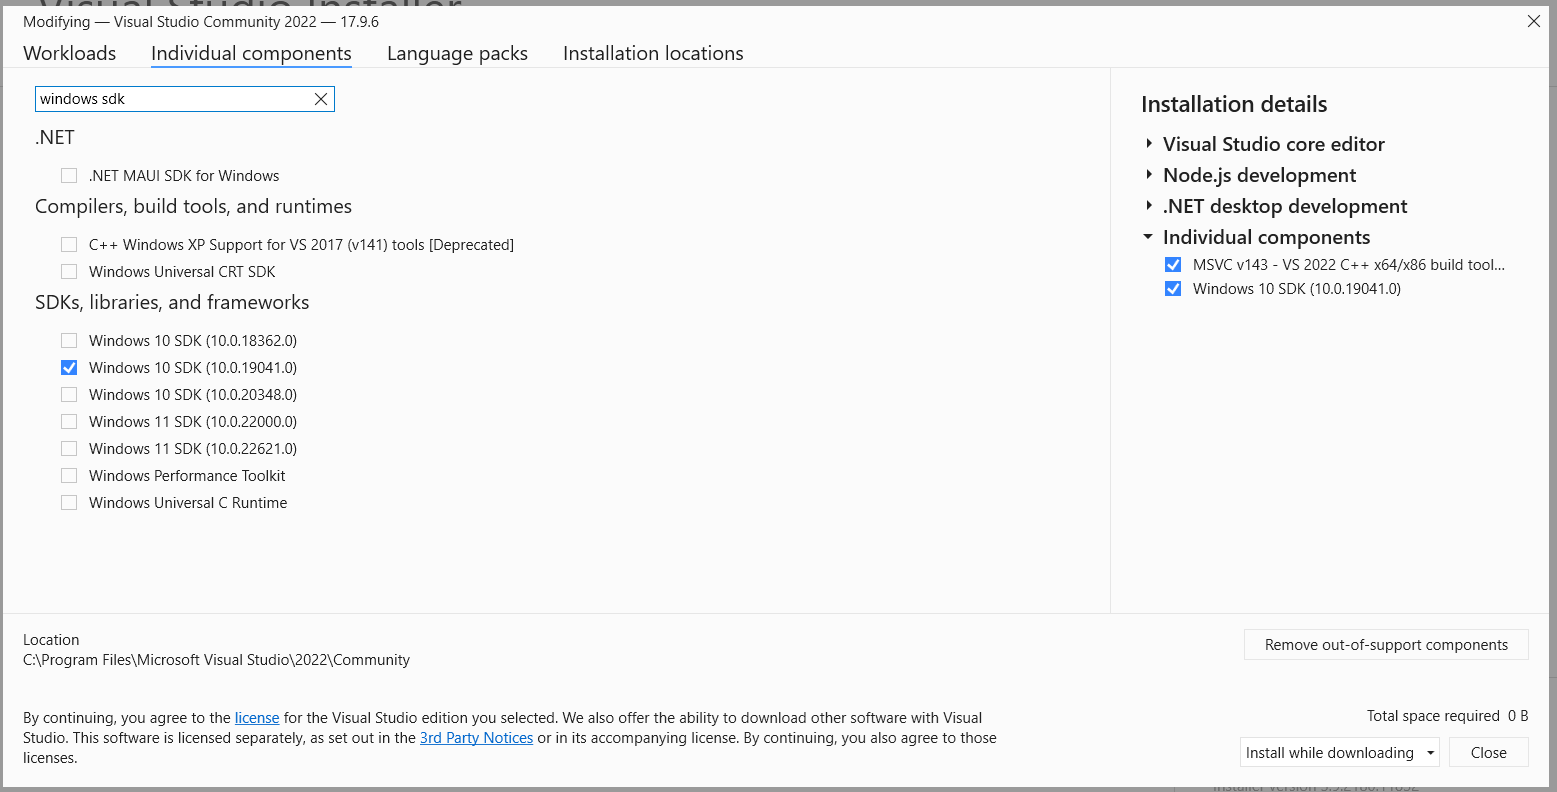 Visual Studio Installer
Modifying — Visual Studio Community 2022 — 17.9.6
Workloads Individual components Language packs Installation locations
windows sdk
.NET
.NET MAUI SDK for Windows
Compilers, build tools, and runtimes
C++ Windows XP Support for VS 2017 (v141) tools [Deprecated]
Windows Universal CRT SDK
SDKs, libraries, and frameworks
Windows 10 SDK (10.0.18362.0)
Windows 10 SDK (10.0.19041.0)
Windows 10 SDK (10.0.20348.0)
Windows 11 SDK (10.0.22000.0)
Windows 11 SDK (10.0.22621.0)
Windows Performance Toolkit
Windows Universal C Runtime
Installation details
Visual Studio core editor
Node.js development
.NET desktop development
Individual components
MSVC v143 - VS 2022 C++ x64/x86 build tool...
Windows 10 SDK (10.0.19041.0)
Location
C:\Program Files\Microsoft Visual Studio\2022\Community
Remove out-of-support components
By continuing, you agree to the license for the Visual Studio edition you selected. We also offer the ability to download other software with Visual
Studio. This software is licensed separately, as set out in the 3rd Party Notices or in its accompanying license. By continuing, you also agree to those
licenses.
Total space required 0 B
Install while downloading
Close
Installer version